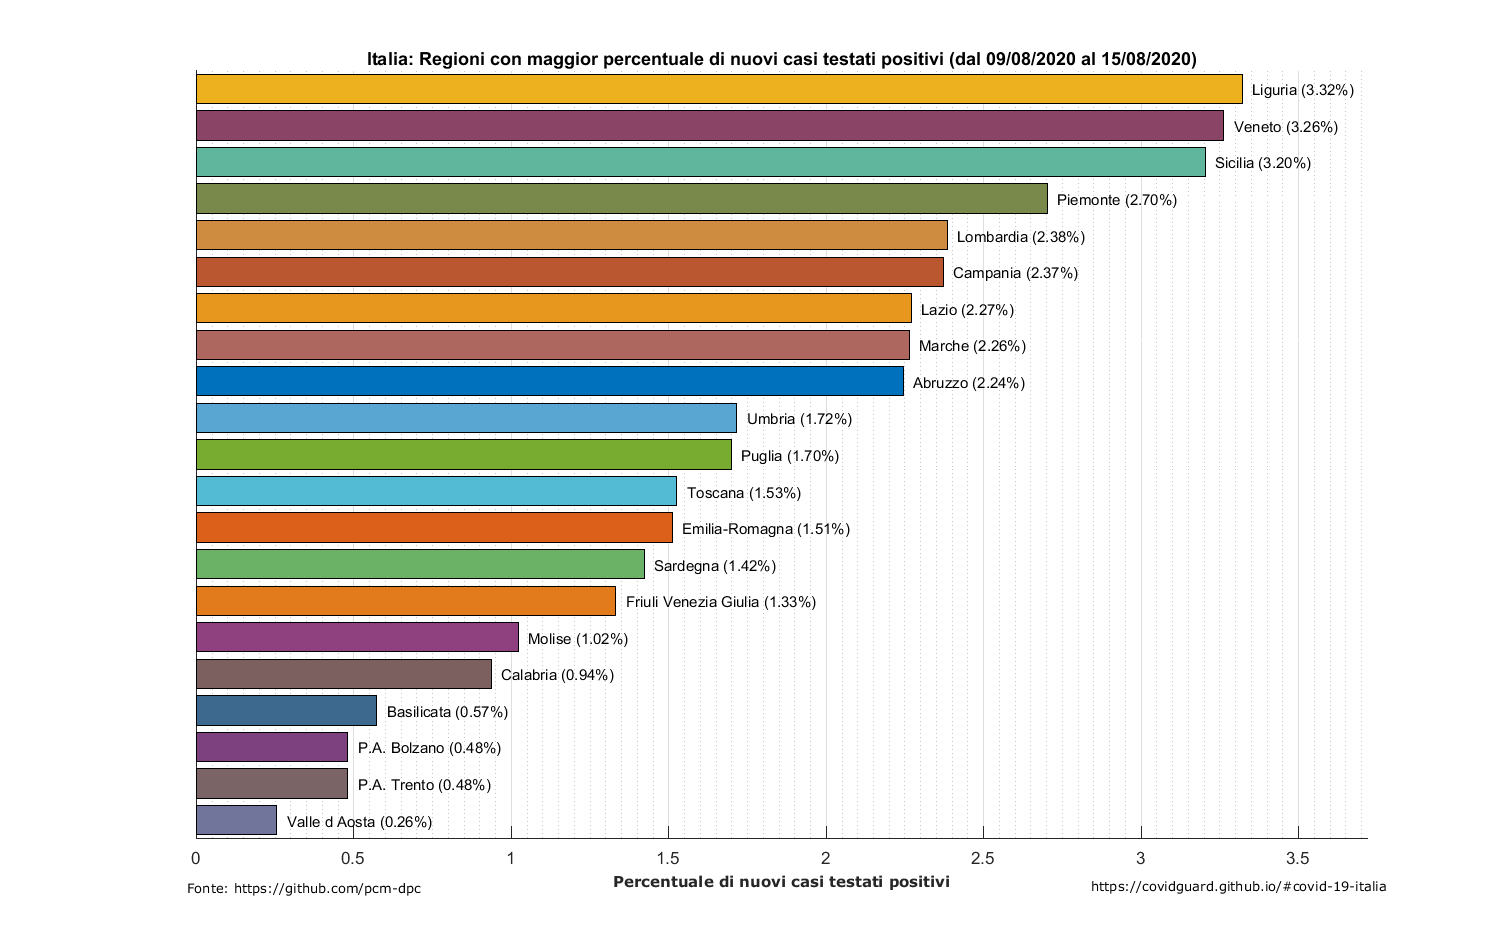 Italia: Regioni con maggior percentuale di nuovi casi testati positivi (dal 09/08/2020 al 15/08/2020)
Liguria (3.32%)
Veneto (3.26%)
Sicilia (3.20%)
Piemonte (2.70%)
Lombardia (2.38%)
Campania (2.37%)
Lazio (2.27%)
Marche (2.26%)
Abruzzo (2.24%)
Umbria (1.72%)
Puglia (1.70%)
Toscana (1.53%)
Emilia-Romagna (1.51%)
Sardegna (1.42%)
Friuli Venezia Giulia (1.33%)
Molise (1.02%)
Calabria (0.94%)
Basilicata (0.57%)
P.A. Bolzano (0.48%)
P.A. Trento (0.48%)
Valle d Aosta (0.26%)
0 0.5 1 1.5 2 2.5 3 3.5
Percentuale di nuovi casi testati positivi
Fonte: https://github.com/pcm-dpc
https://covidguard.github.io/#covid-19-italia